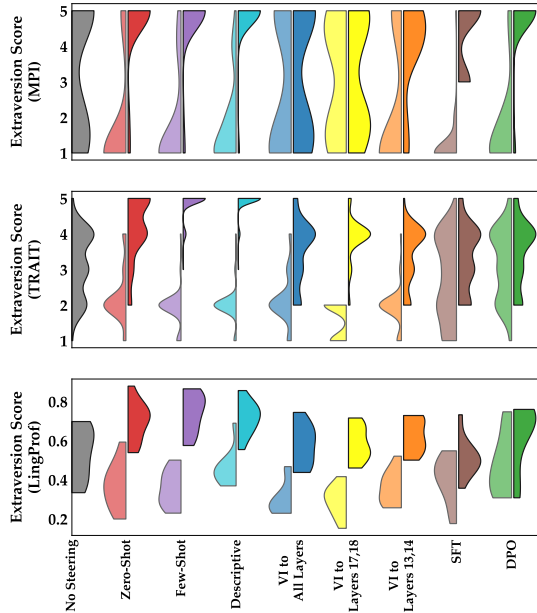 Extraversion Score
(MPI)
5
4
3
2
1
Extraversion Score
(TRAIT)
5
4
3
2
1
Extraversion Score
(LingProf)
0.8
0.6
0.4
0.2
No Steering
Zero-Shot
Few-Shot
Descriptive
VI to
All Layers
VI to
Layers 17,18
VI to
Layers 13,14
SFT
DPO